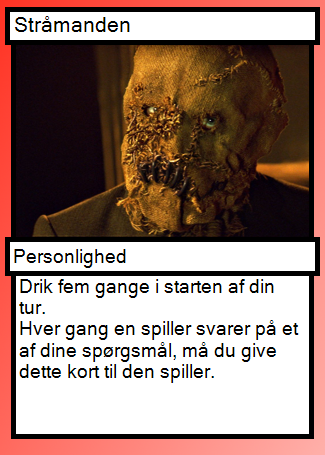 Stråmanden
Personlighed
Drik fem gange i starten af din
tur.
Hver gang en spiller svarer på et
af dine spørgsmål, må du give
dette kort til den spiller.